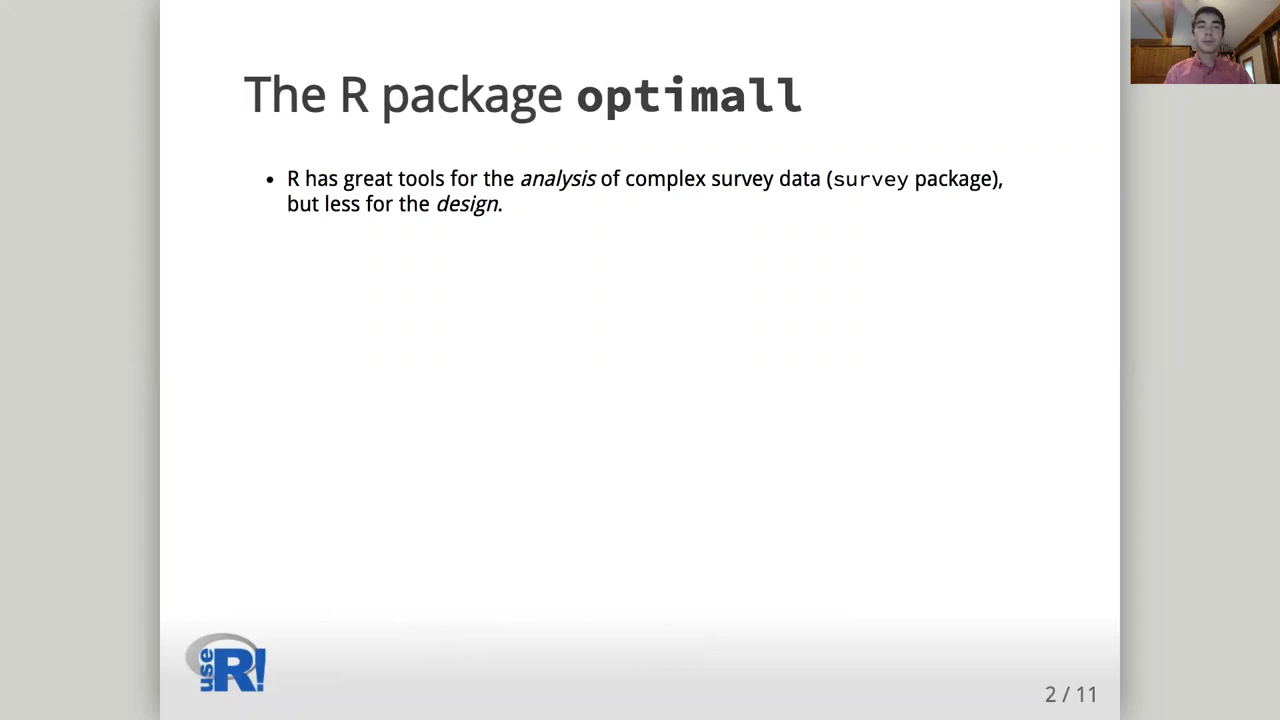 The R package optimall
• R has great tools for the analysis of complex survey data (survey package),
but less for the design.
use R!
2 / 11